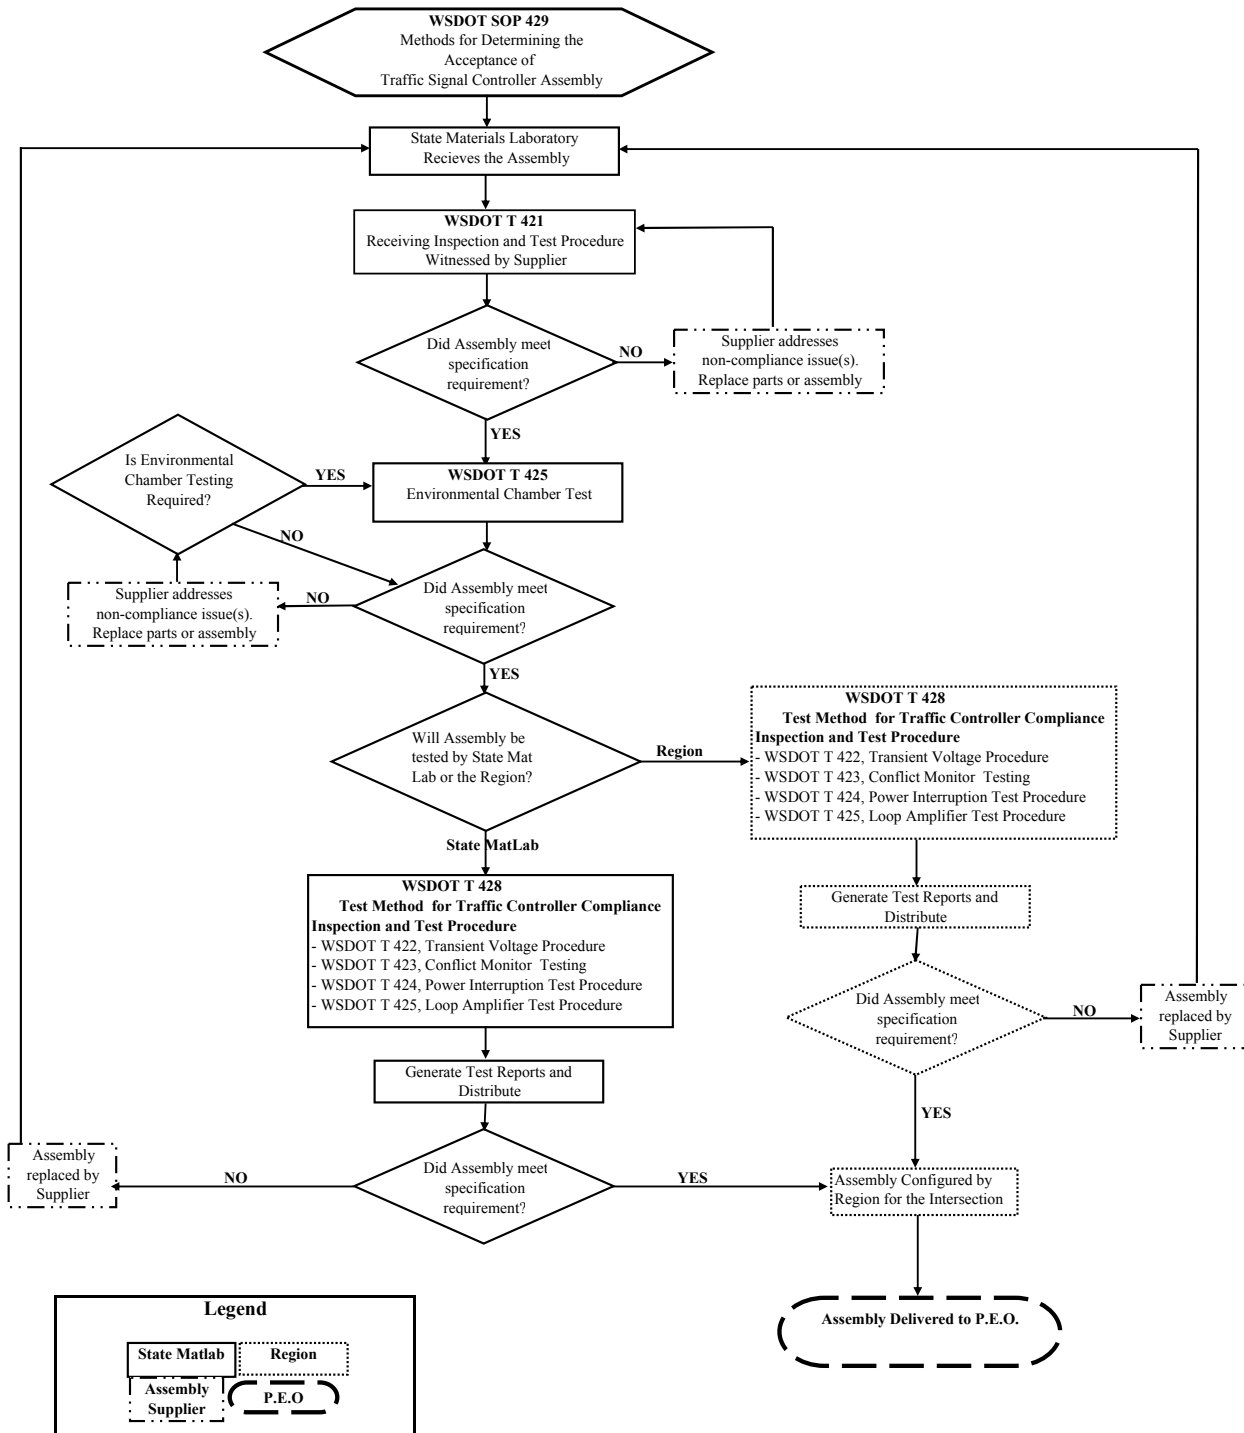 WSDOT SOP 429
Methods for Determining the
Acceptance of
Traffic Signal Controller Assembly
State Materials Laboratory
Recieves the Assembly
WSDOT T 421
Receiving Inspection and Test Procedure
Witnessed by Supplier
Did Assembly meet
specification
requirement?
NO
Supplier addresses
non-compliance issue(s).
Replace parts or assembly
YES
Is Environmental
Chamber Testing
Required?
YES
WSDOT T 425
Environmental Chamber Test
NO
Supplier addresses
non-compliance issue(s).
Replace parts or assembly
NO
Did Assembly meet
specification
requirement?
YES
Will Assembly be
tested by State Mat
Lab or the Region?
Region
WSDOT T 428
Test Method for Traffic Controller Compliance
Inspection and Test Procedure
- WSDOT T 422, Transient Voltage Procedure
- WSDOT T 423, Conflict Monitor Testing
- WSDOT T 424, Power Interruption Test Procedure
- WSDOT T 425, Loop Amplifier Test Procedure
State MatLab
WSDOT T 428
Test Method for Traffic Controller Compliance
Inspection and Test Procedure
- WSDOT T 422, Transient Voltage Procedure
- WSDOT T 423, Conflict Monitor Testing
- WSDOT T 424, Power Interruption Test Procedure
- WSDOT T 425, Loop Amplifier Test Procedure
Generate Test Reports and
Distribute
Did Assembly meet
specification
requirement?
NO
Assembly
replaced by
Supplier
YES
Generate Test Reports and
Distribute
Assembly
replaced by
Supplier
NO
Did Assembly meet
specification
requirement?
YES
Assembly Configured by
Region for the Intersection
Assembly Delivered to P.E.O.
Legend
State Matlab
Region
Assembly
Supplier
P.E.O